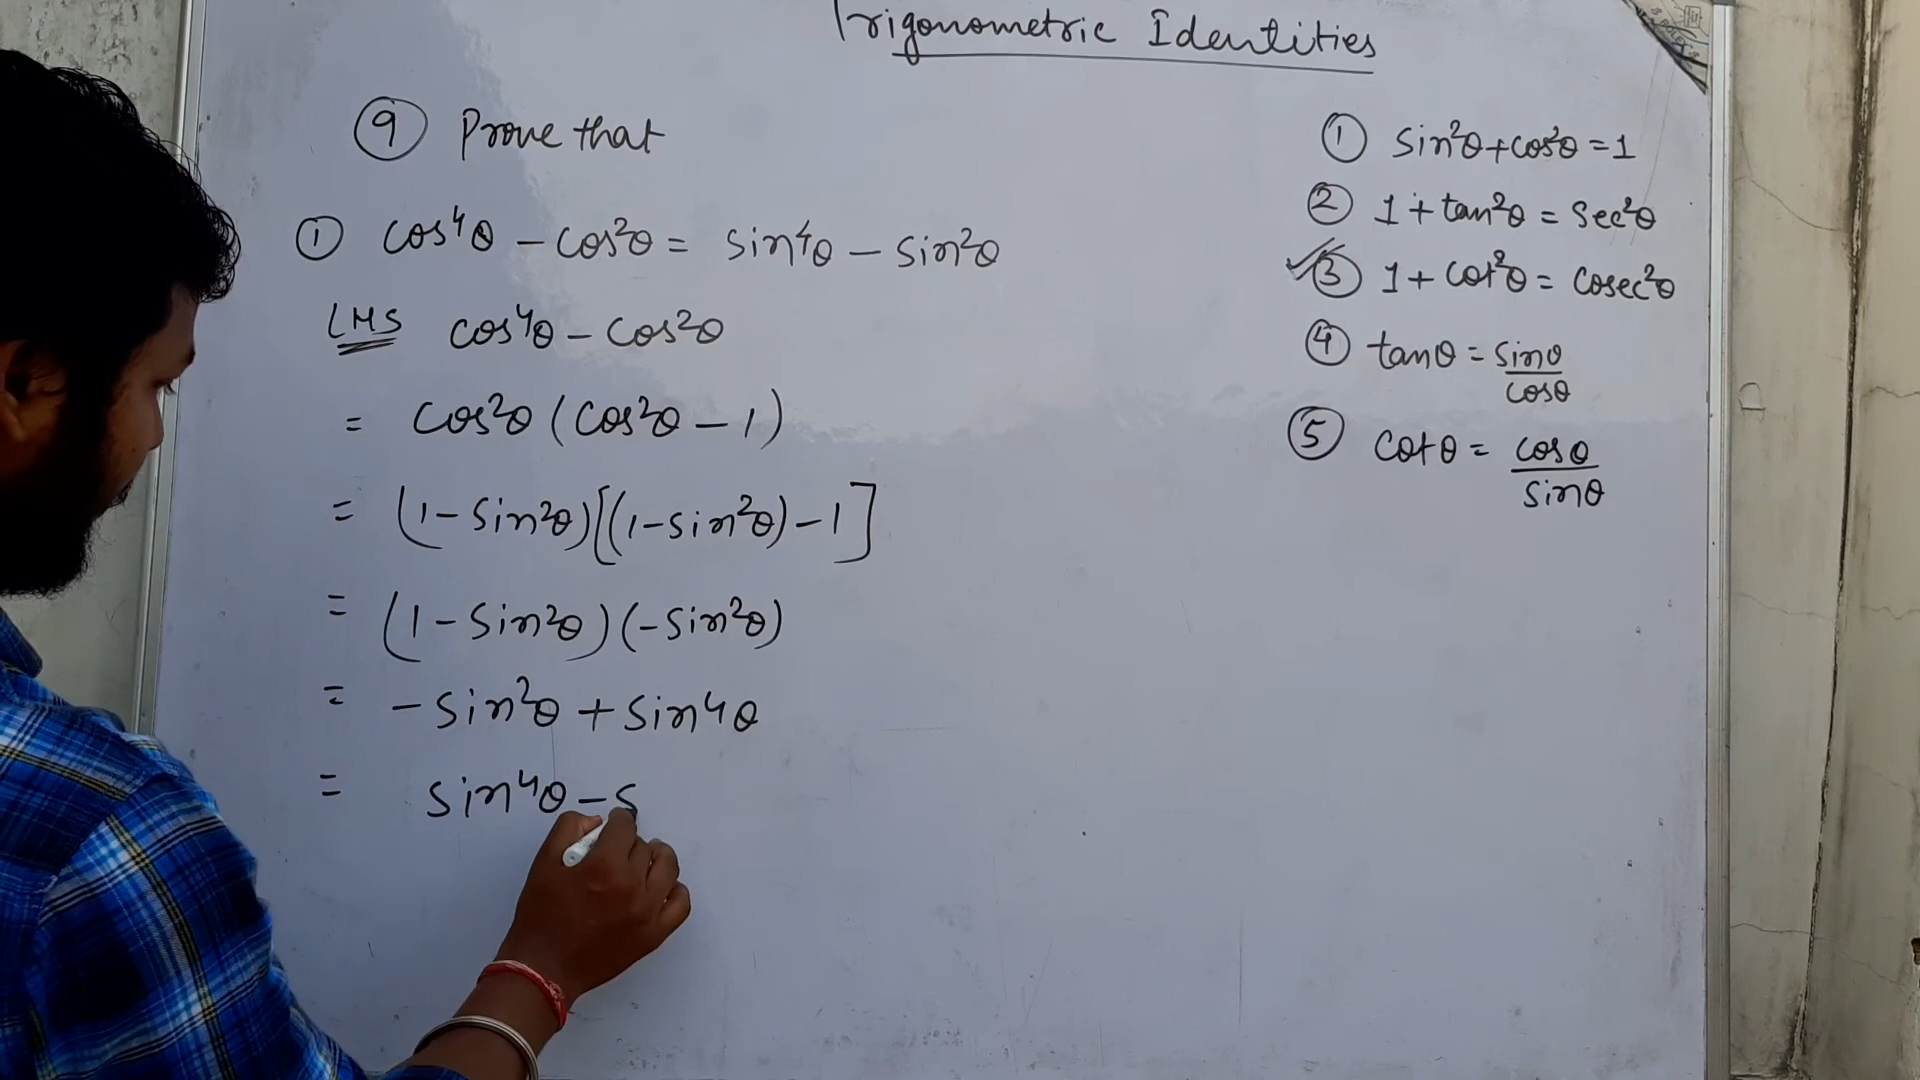 Trigonometric Identities
⑨ Prove that
① cos⁴θ - cos²θ = sin⁴θ - sin²θ
LHS cos⁴θ - cos²θ
= cos²θ (cos²θ - 1)
= (1 - sin²θ)[(1 - sin²θ) - 1]
= (1 - sin²θ)(-sin²θ)
= -sin²θ + sin⁴θ
= sin⁴θ - s
① sin²θ + cos²θ = 1
② 1 + tan²θ = sec²θ
✓③ 1 + cot²θ = cosec²θ
④ tanθ = sinθ/cosθ
⑤ cotθ = cosθ/sinθ